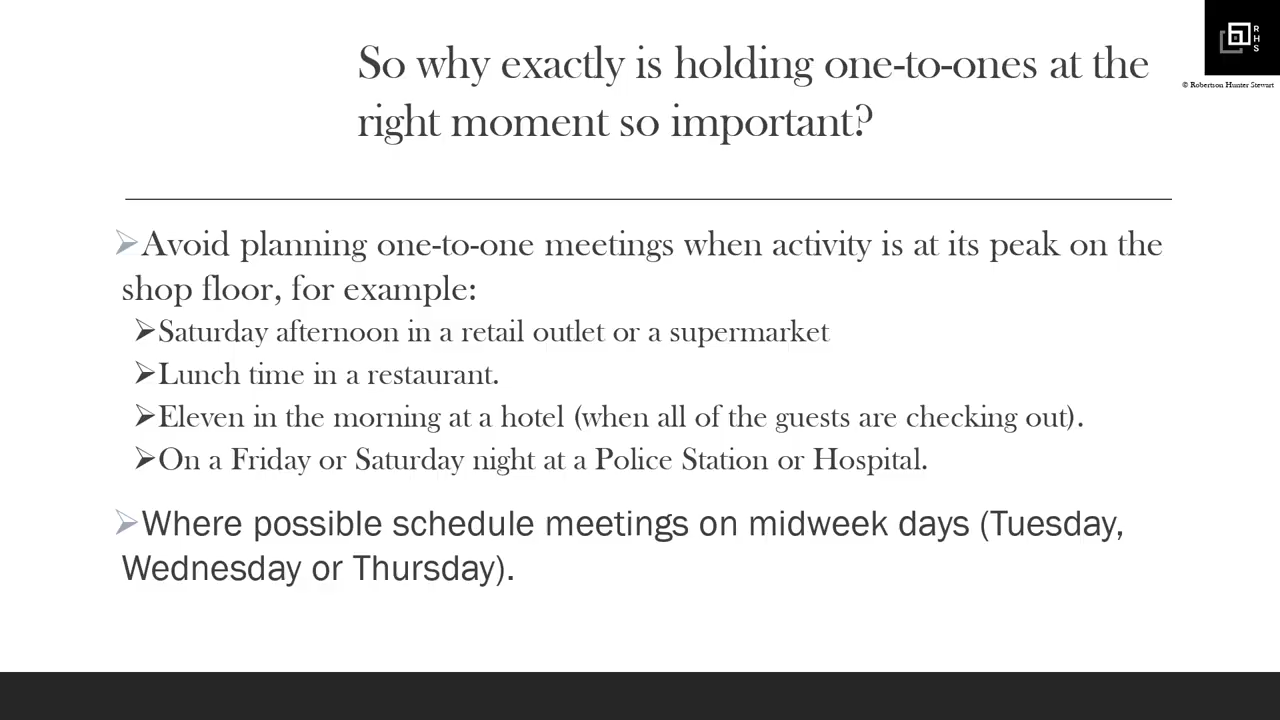 So why exactly is holding one-to-ones at the
right moment so important?
R
H
S
© Robertson Hunter Stewart
➢Avoid planning one-to-one meetings when activity is at its peak on the
shop floor, for example:
➢Saturday afternoon in a retail outlet or a supermarket
➢Lunch time in a restaurant.
➢Eleven in the morning at a hotel (when all of the guests are checking out).
➢On a Friday or Saturday night at a Police Station or Hospital.
➢Where possible schedule meetings on midweek days (Tuesday,
Wednesday or Thursday).